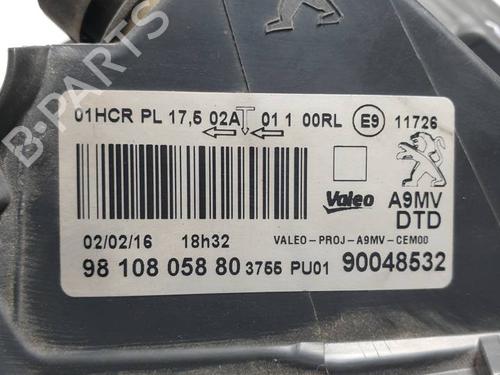 B-PARTS
01HCR PL 17,5 02A T 01 1 00RL E9 11726
Valeo A9MV
DTD
02/02/16 18h32 VALEO-PROJ-A9MV-CEM00
98 108 058 80 3755 PU01 90048532